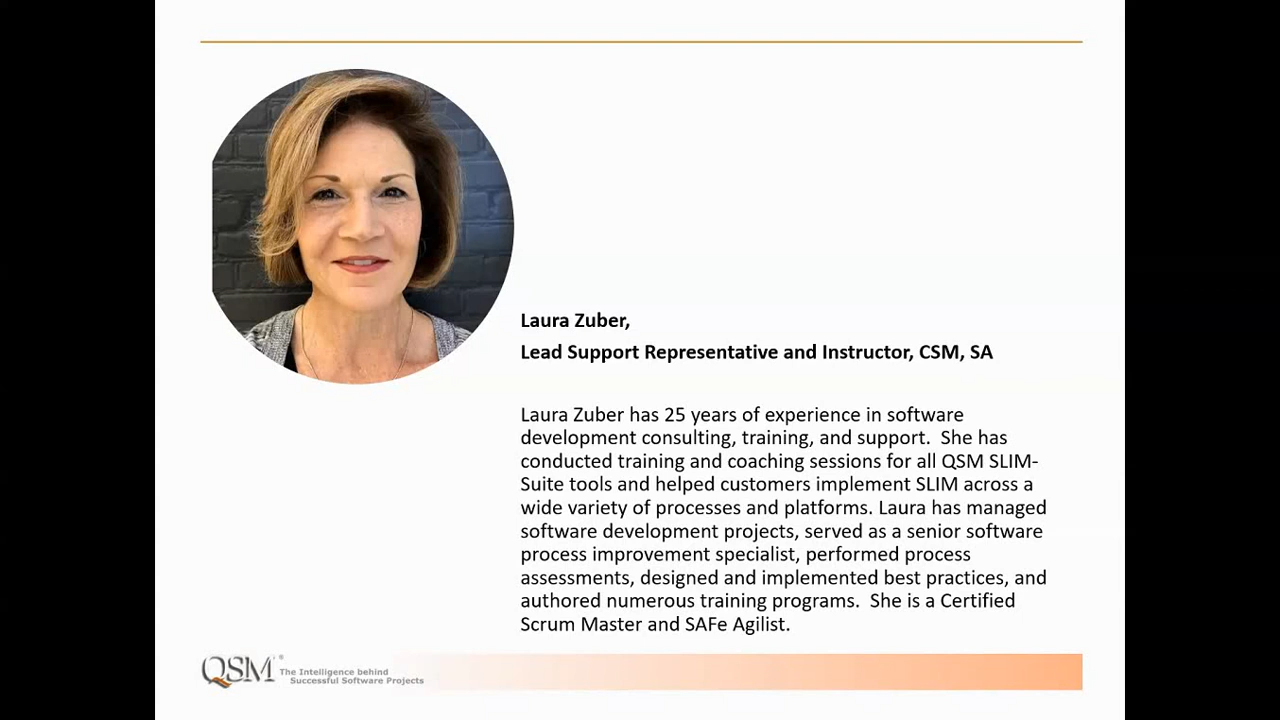 Laura Zuber,
Lead Support Representative and Instructor, CSM, SA
Laura Zuber has 25 years of experience in software
development consulting, training, and support.  She has
conducted training and coaching sessions for all QSM SLIM-
Suite tools and helped customers implement SLIM across a
wide variety of processes and platforms. Laura has managed
software development projects, served as a senior software
process improvement specialist, performed process
assessments, designed and implemented best practices, and
authored numerous training programs.  She is a Certified
Scrum Master and SAFe Agilist.
QSM®
The Intelligence behind
Successful Software Projects